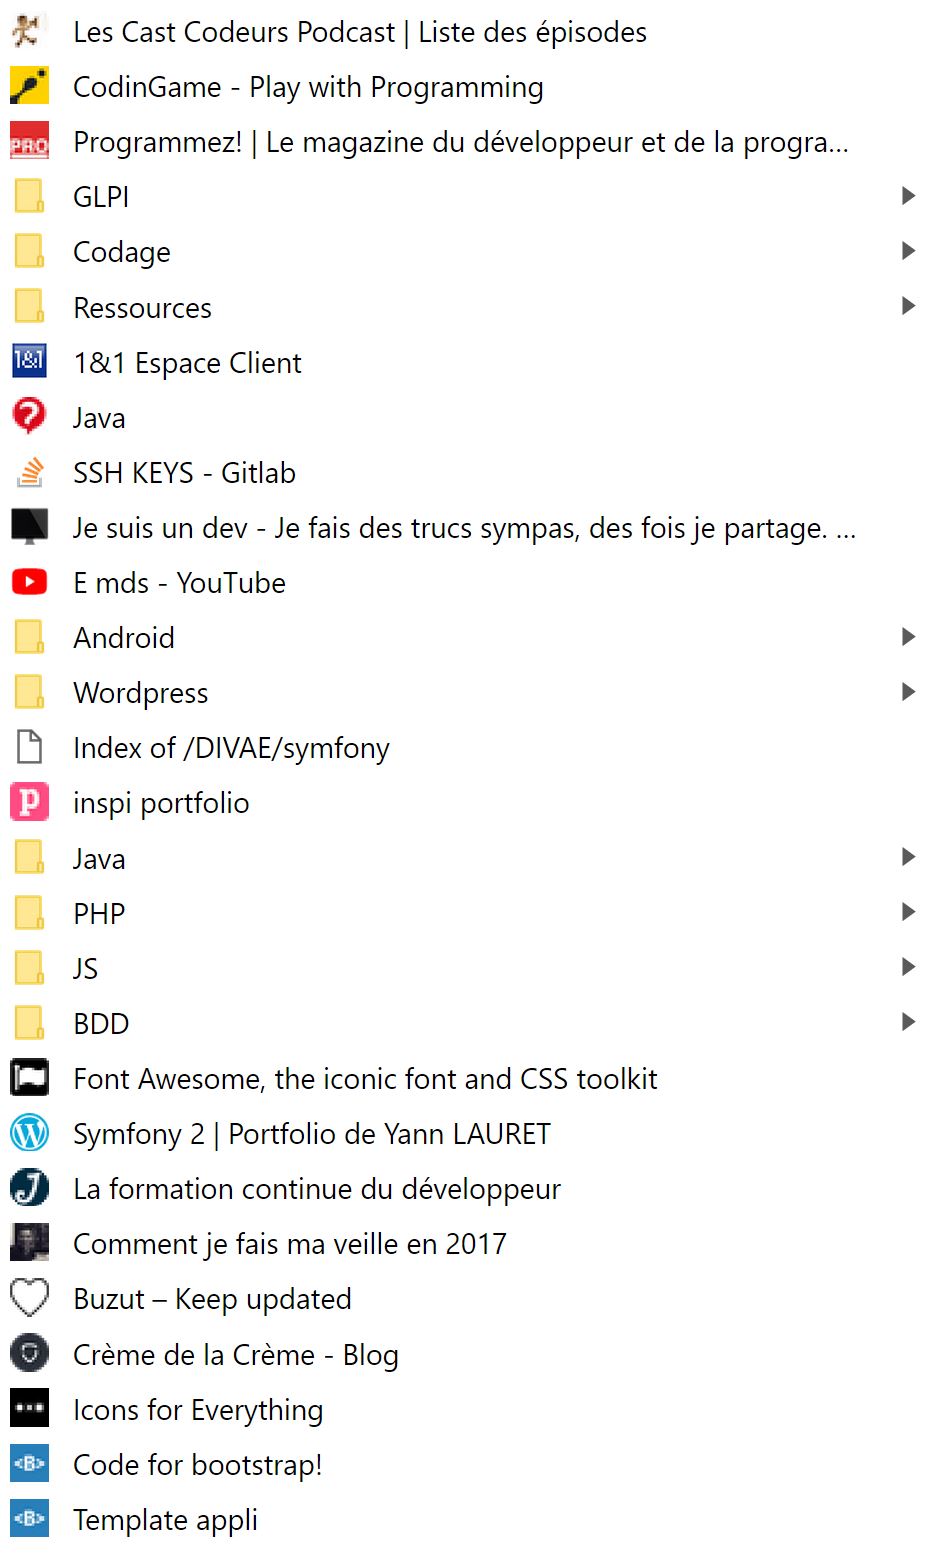 Les Cast Codeurs Podcast | Liste des épisodes
CodinGame - Play with Programming
PRO Programmez! | Le magazine du développeur et de la progra...
GLPI
Codage
Ressources
1&1 1&1 Espace Client
? Java
SSH KEYS - Gitlab
Je suis un dev - Je fais des trucs sympas, des fois je partage. ...
E mds - YouTube
Android
Wordpress
Index of /DIVAE/symfony
P inspi portfolio
Java
PHP
JS
BDD
Font Awesome, the iconic font and CSS toolkit
W Symfony 2 | Portfolio de Yann LAURET
J La formation continue du développeur
Comment je fais ma veille en 2017
Buzut – Keep updated
Crème de la Crème - Blog
Icons for Everything
<B> Code for bootstrap!
<B> Template appli